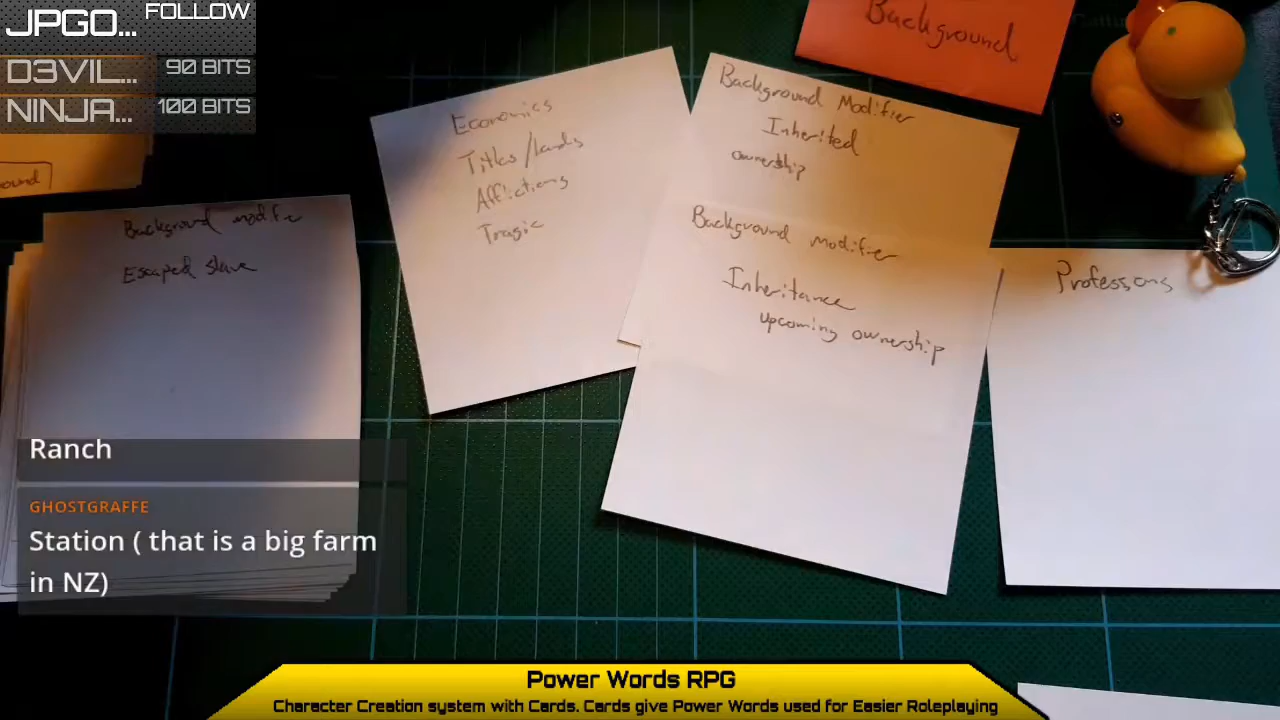 JPGO... FOLLOW
D3VIL... 90 BITS
NINJA... 100 BITS
Background
Economics
Titles/lands
Afflictions
Tragic
Background Modifier
Inherited
ownership
Background modifier
Inheritance
upcoming ownership
Background modifier
Escaped slave
Professions
Ranch
GHOSTGRAFFE
Station ( that is a big farm
in NZ)
Power Words RPG
Character Creation system with Cards. Cards give Power Words used for Easier Roleplaying